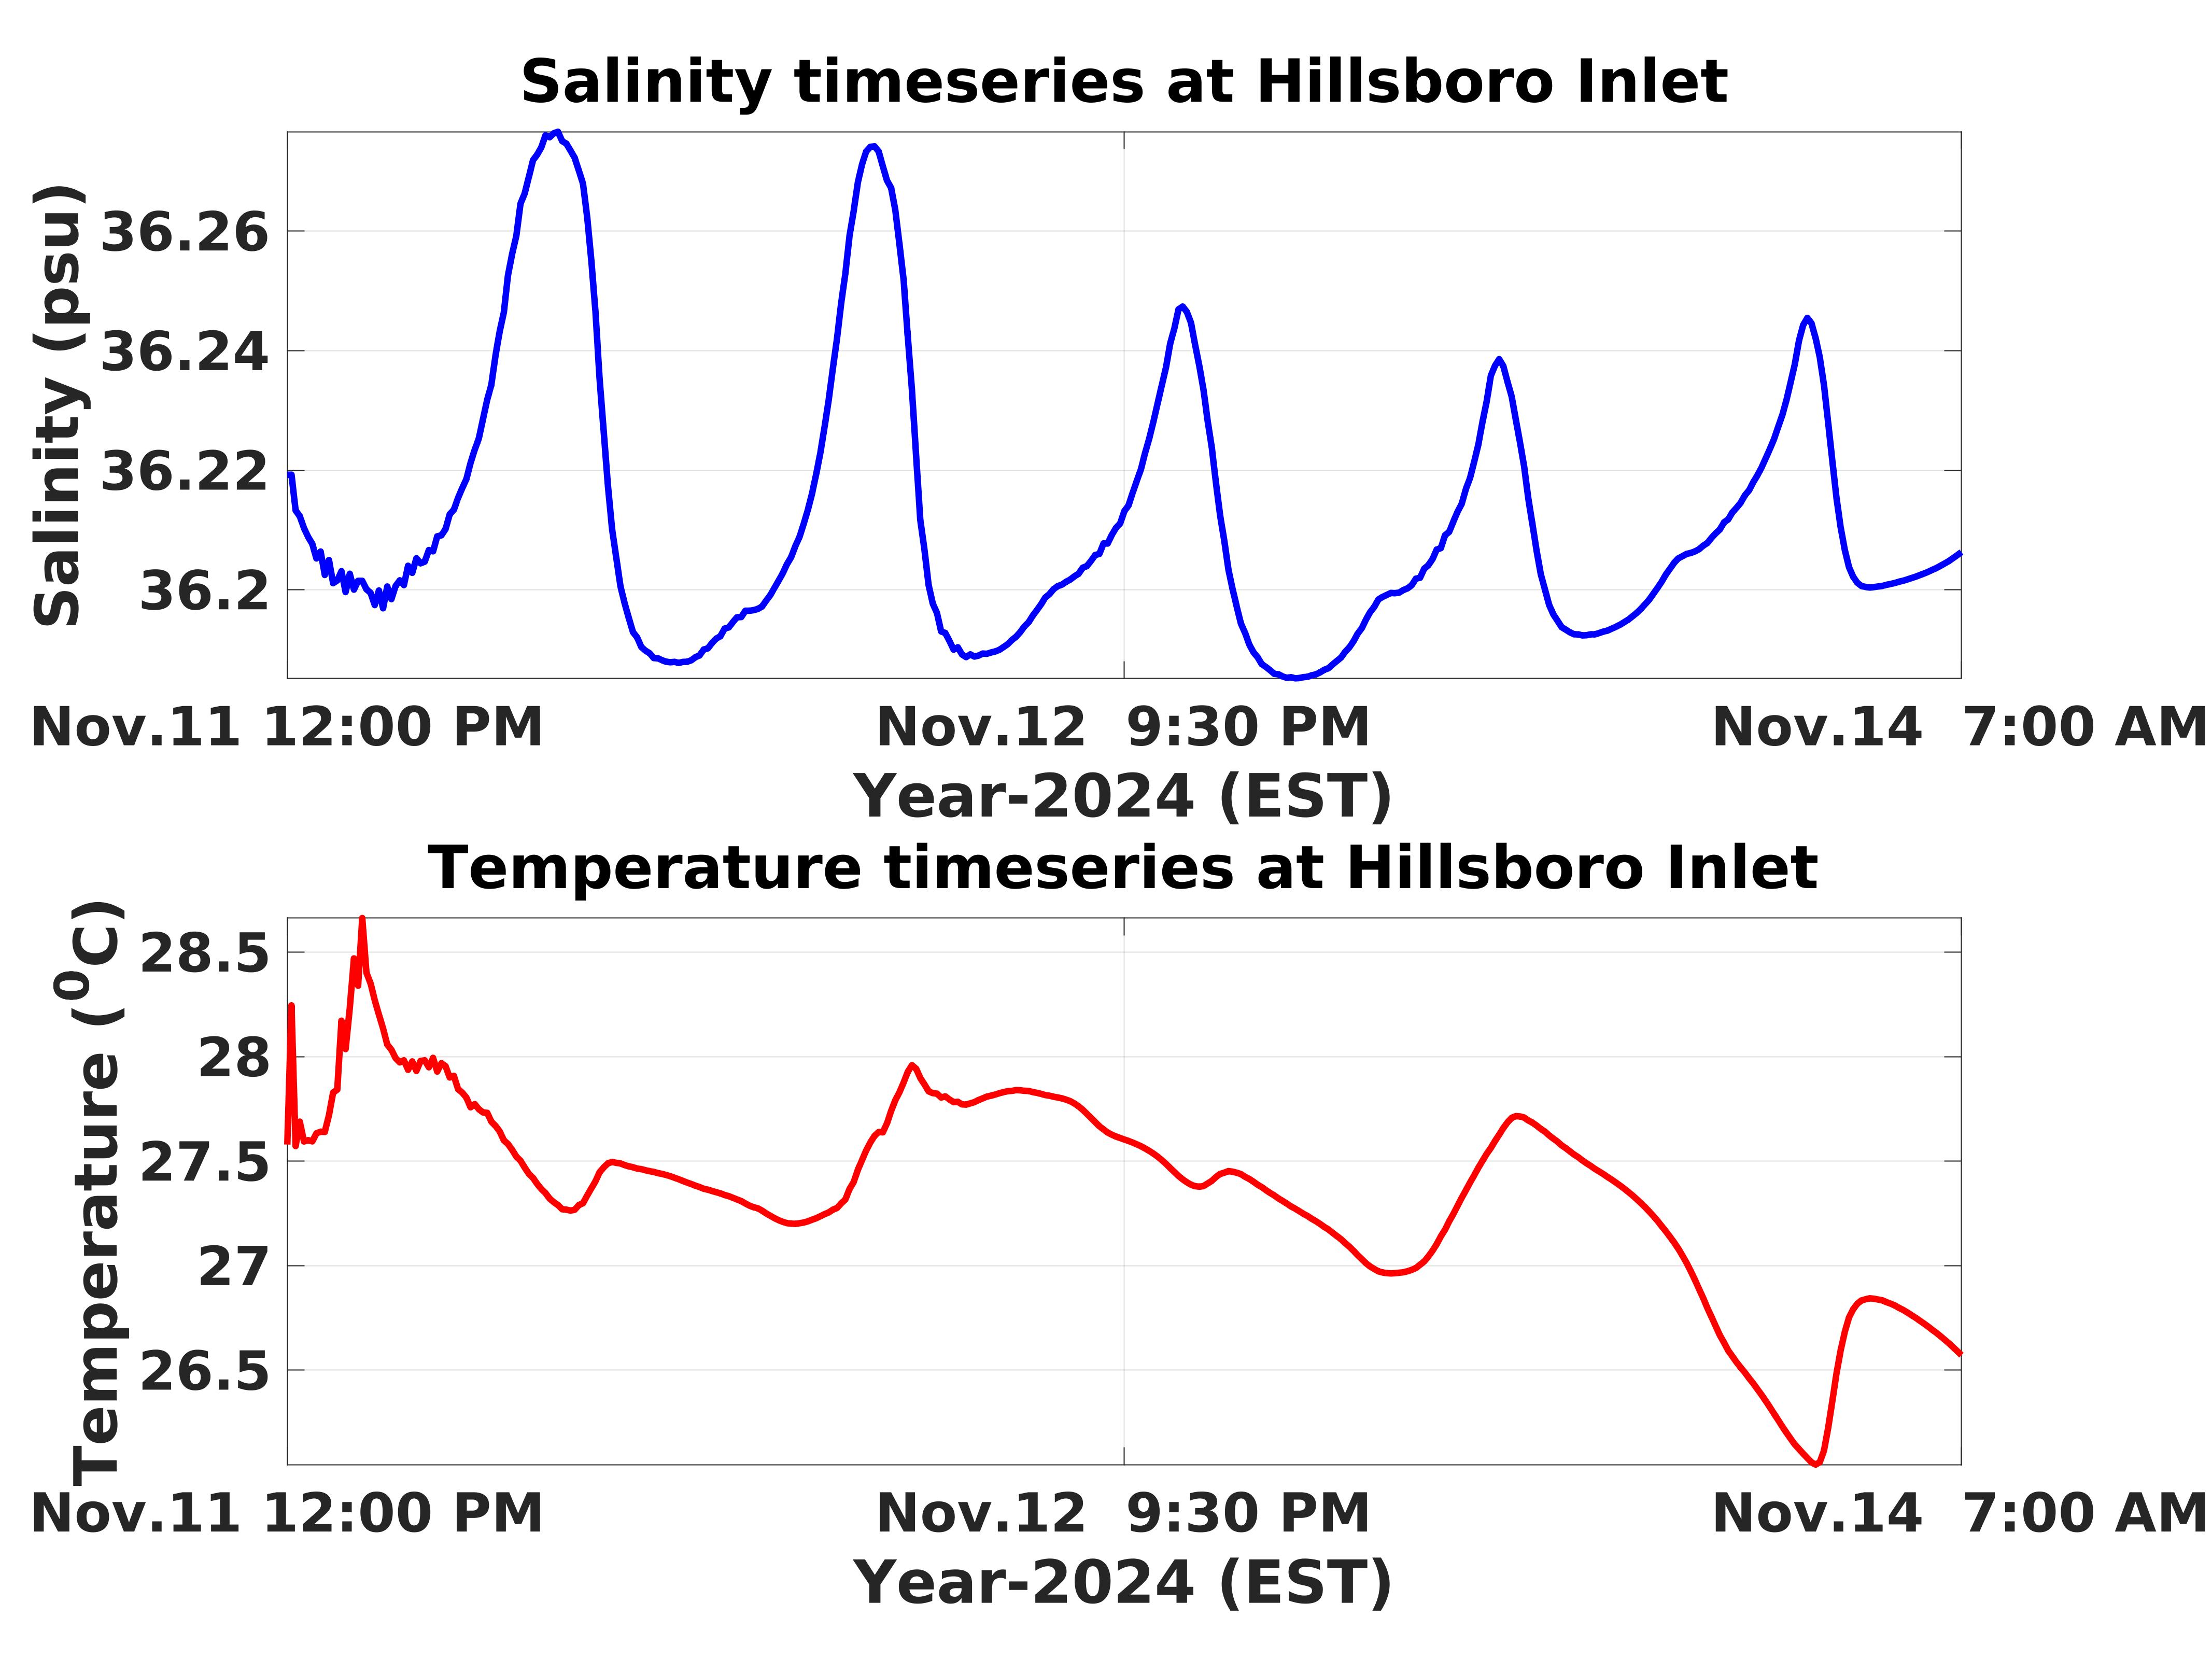 Salinity timeseries at Hillsboro Inlet
Salinity (psu)
36.26
36.24
36.22
36.2
Nov.11 12:00 PM Nov.12  9:30 PM Nov.14  7:00 AM
Year-2024 (EST)
Temperature timeseries at Hillsboro Inlet
Temperature (⁰C)
28.5
28
27.5
27
26.5
Nov.11 12:00 PM Nov.12  9:30 PM Nov.14  7:00 AM
Year-2024 (EST)